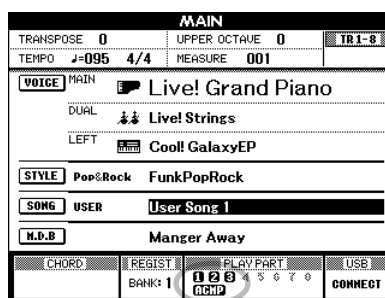 MAIN
TRANSPOSE 0 UPPER OCTAVE 0 TR 1-8
TEMPO ♩=095 4/4 MEASURE 001
VOICE MAIN Live! Grand Piano
DUAL Live! Strings
LEFT Cool! GalaxyEP
STYLE Pop&Rock FunkPopRock
SONG USER User Song 1
M.D.B Manger Away
CHORD REGIST PLAY PART USB
BANK: 1 1 2 3 4 5 6 7 8 CONNECT
ACMP